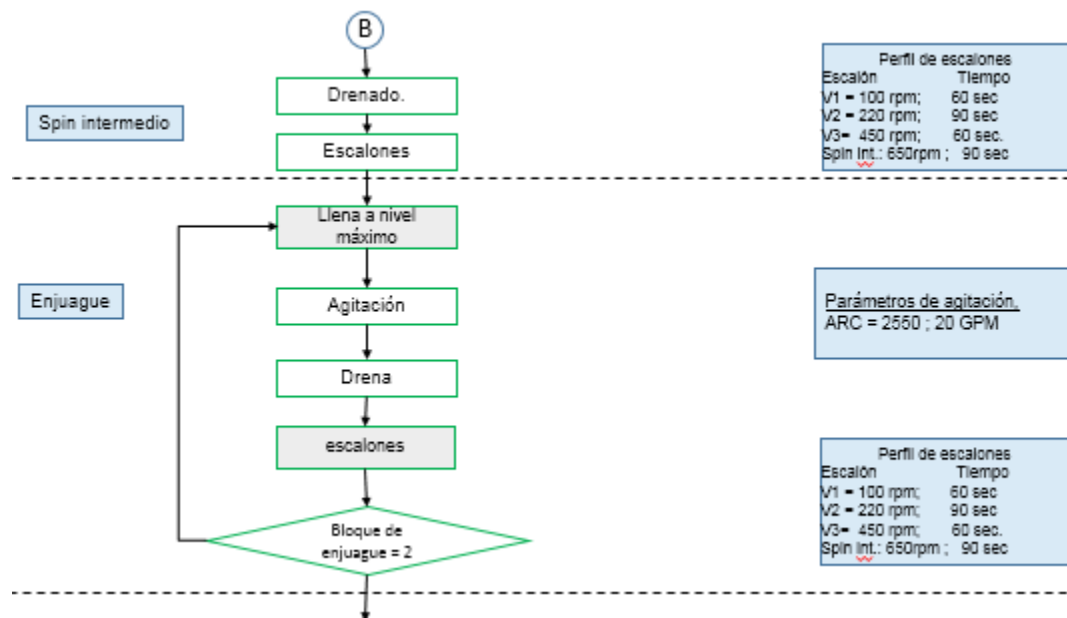 B
Drenado.
Spin intermedio
Escalones
Perfil de escalones
Escalón Tiempo
V1 = 100 rpm; 60 sec
V2 = 220 rpm; 90 sec
V3= 450 rpm; 60 sec.
Spin Int.: 650rpm ; 90 sec
Llena a nivel
máximo
Enjuague
Agitación
Parámetros de agitación.
ARC = 2550 ; 20 GPM
Drena
escalones
Perfil de escalones
Escalón Tiempo
V1 = 100 rpm; 60 sec
V2 = 220 rpm; 90 sec
V3= 450 rpm; 60 sec.
Spin Int.: 650rpm ; 90 sec
Bloque de
enjuague = 2